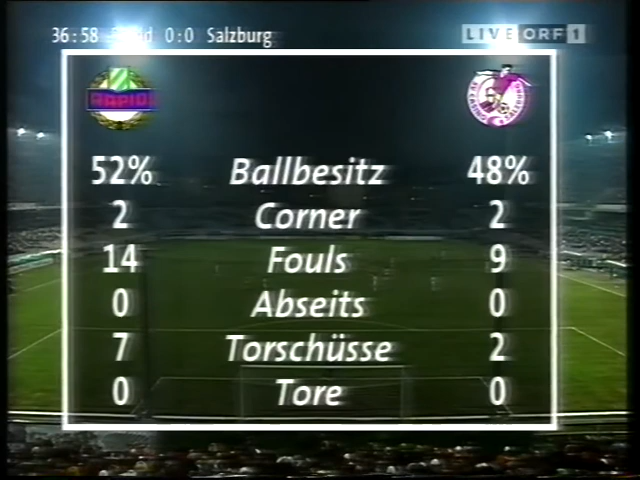 36:58 0:0 Salzburg
LIVE ORF 1
RAPID
52% Ballbesitz 48%
2 Corner 2
14 Fouls 9
0 Abseits 0
7 Torschüsse 2
0 Tore 0